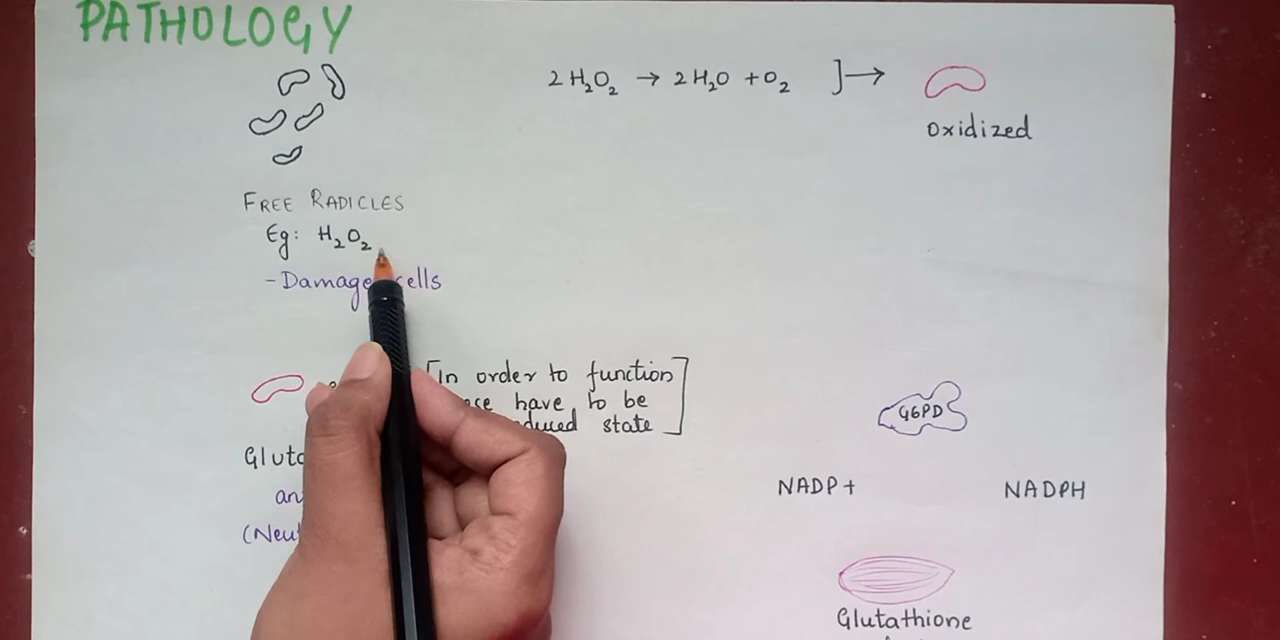 PATHOLOGY
2H₂O₂ → 2H₂O + O₂ ]→
Oxidized
FREE RADICLES
Eg: H₂O₂
- Damage cells
[In order to function
have to be
state]
G6PD
NADP+ NADPH
Glutathione